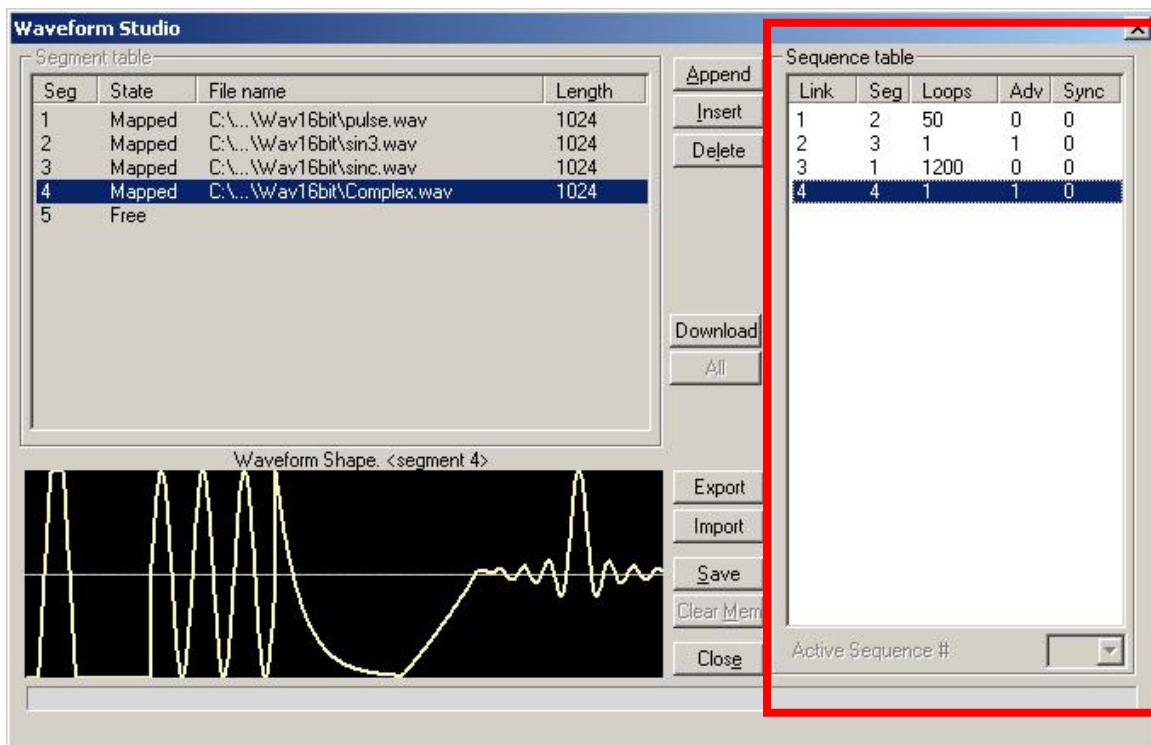 Waveform Studio
Segment table
Seg State File name Length
1 Mapped C:\...\Wav16bit\pulse.wav 1024
2 Mapped C:\...\Wav16bit\sin3.wav 1024
3 Mapped C:\...\Wav16bit\sinc.wav 1024
4 Mapped C:\...\Wav16bit\Complex.wav 1024
5 Free
Waveform Shape. <segment 4>
Append
Insert
Delete
Download
All
Export
Import
Save
Clear Mem
Close
Sequence table
Link Seg Loops Adv Sync
1 2 50 0 0
2 3 1 1 0
3 1 1200 0 0
4 4 1 1 0
Active Sequence #